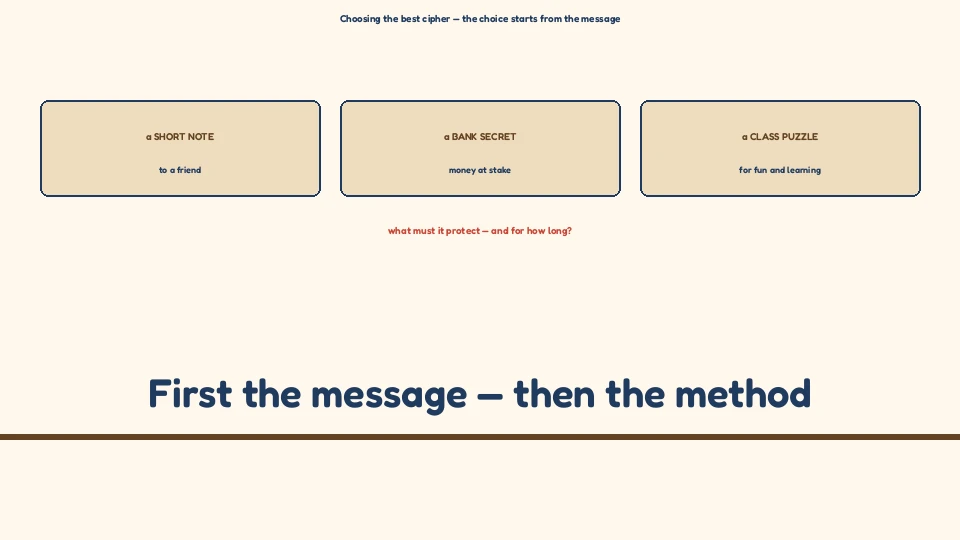 Choosing the best cipher — the choice starts from the message
a SHORT NOTE
to a friend
a BANK SECRET
money at stake
a CLASS PUZZLE
for fun and learning
what must it protect — and for how long?
First the message — then the method